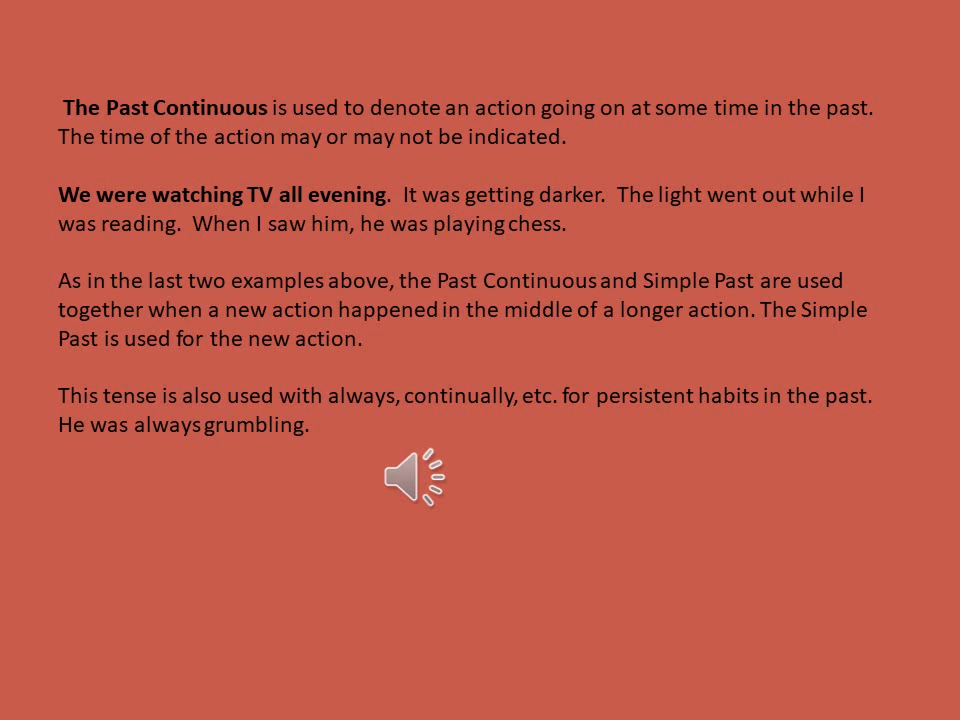 The Past Continuous is used to denote an action going on at some time in the past.
The time of the action may or may not be indicated.
We were watching TV all evening.  It was getting darker.  The light went out while I
was reading.  When I saw him, he was playing chess.
As in the last two examples above, the Past Continuous and Simple Past are used
together when a new action happened in the middle of a longer action. The Simple
Past is used for the new action.
This tense is also used with always, continually, etc. for persistent habits in the past.
He was always grumbling.